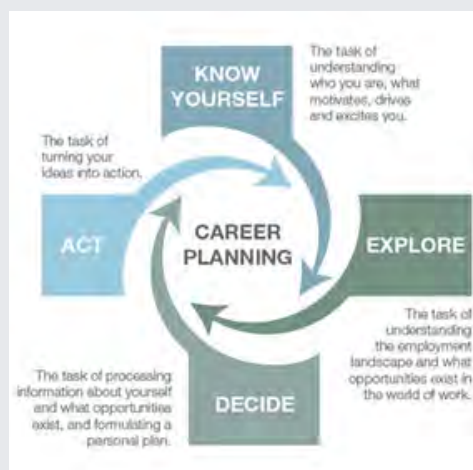 KNOW
YOURSELF
The task of
understanding
who you are, what
motivates, drives
and excites you.
The task of
turning your
ideas into action.
ACT
CAREER
PLANNING
EXPLORE
The task of
understanding
the employment
landscape and what
opportunities exist in
the world of work.
The task of processing
information about yourself
and what opportunities
exist, and formulating a
personal plan.
DECIDE